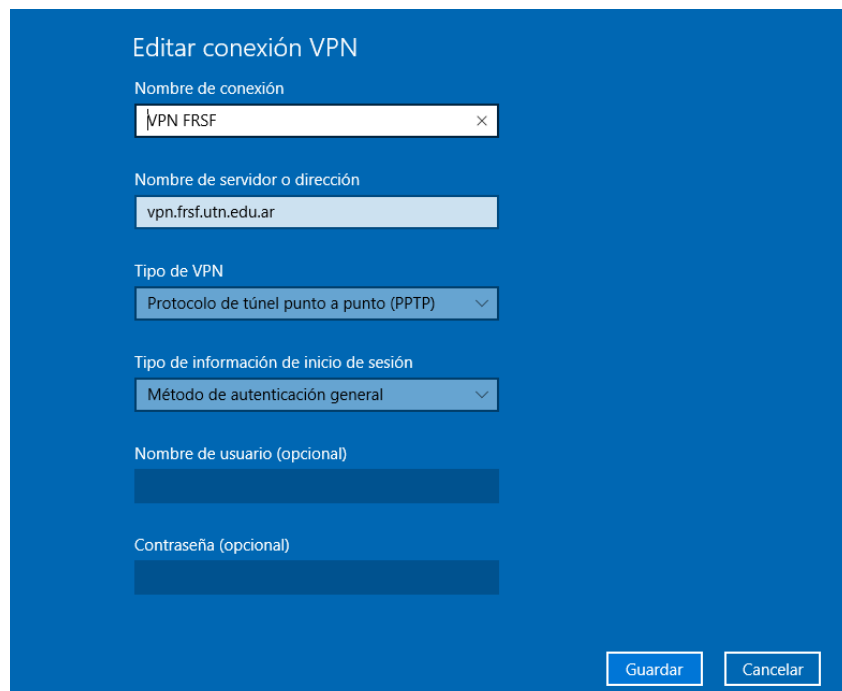 Editar conexión VPN
Nombre de conexión
VPN FRSF
Nombre de servidor o dirección
vpn.frsf.utn.edu.ar
Tipo de VPN
Protocolo de túnel punto a punto (PPTP)
Tipo de información de inicio de sesión
Método de autenticación general
Nombre de usuario (opcional)
Contraseña (opcional)
Guardar Cancelar